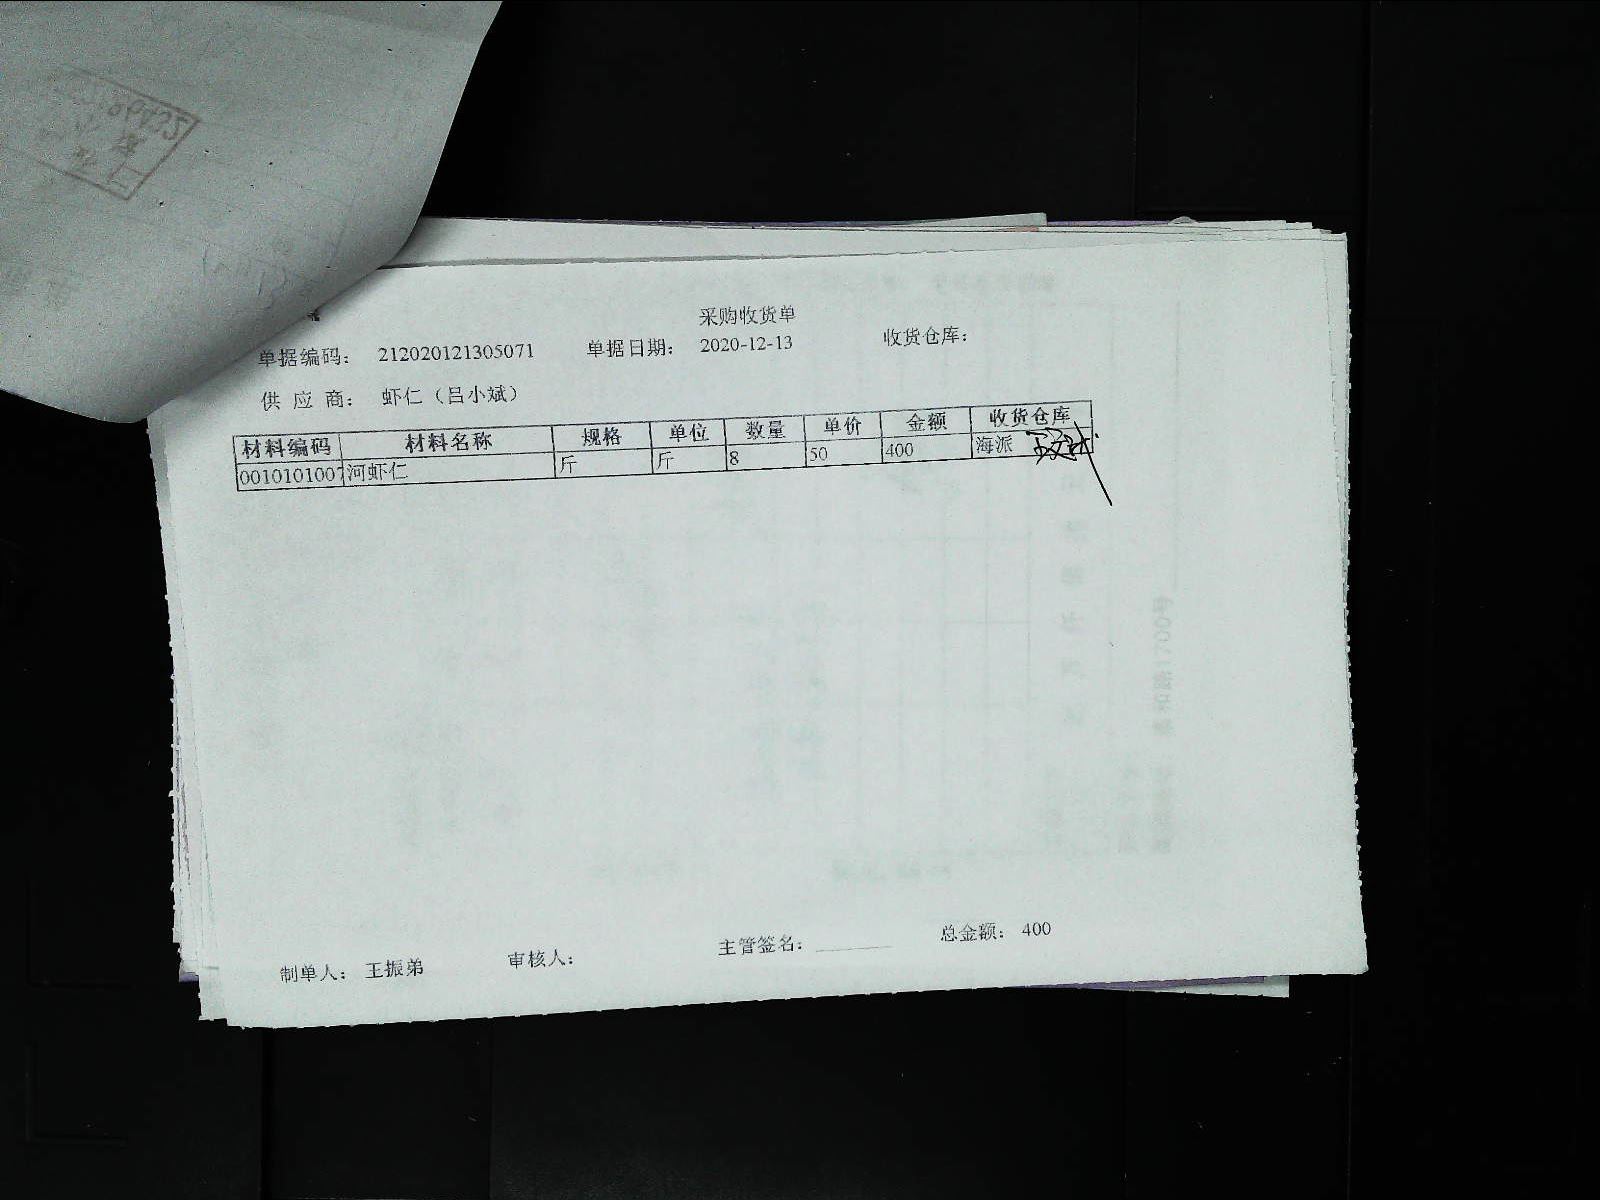 采购收货单
单据编码： 212020121305071 单据日期： 2020-12-13 收货仓库：
供 应 商： 虾仁（吕小斌）
材料编码 材料名称 规格 单位 数量 单价 金额 收货仓库
0010101007 河虾仁 斤 斤 8 50 400 海派
制单人： 王振弟 审核人： 主管签名： 总金额： 400